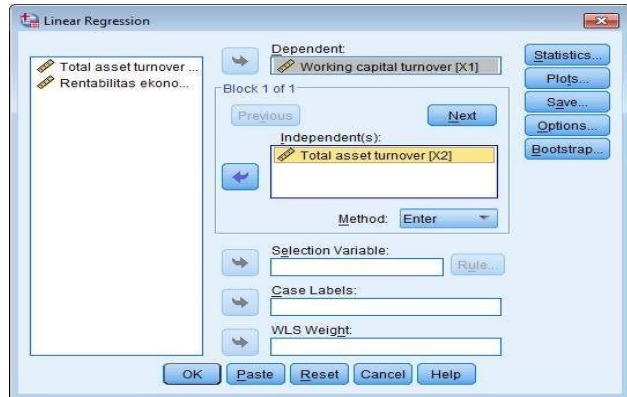 Linear Regression
Total asset turnover ...
Rentabilitas ekono...
Dependent:
Working capital turnover [X1]
Block 1 of 1
Previous
Next
Independent(s):
Total asset turnover [X2]
Method: Enter
Selection Variable:
Rule...
Case Labels:
WLS Weight:
Statistics...
Plots...
Save...
Options...
Bootstrap...
OK Paste Reset Cancel Help